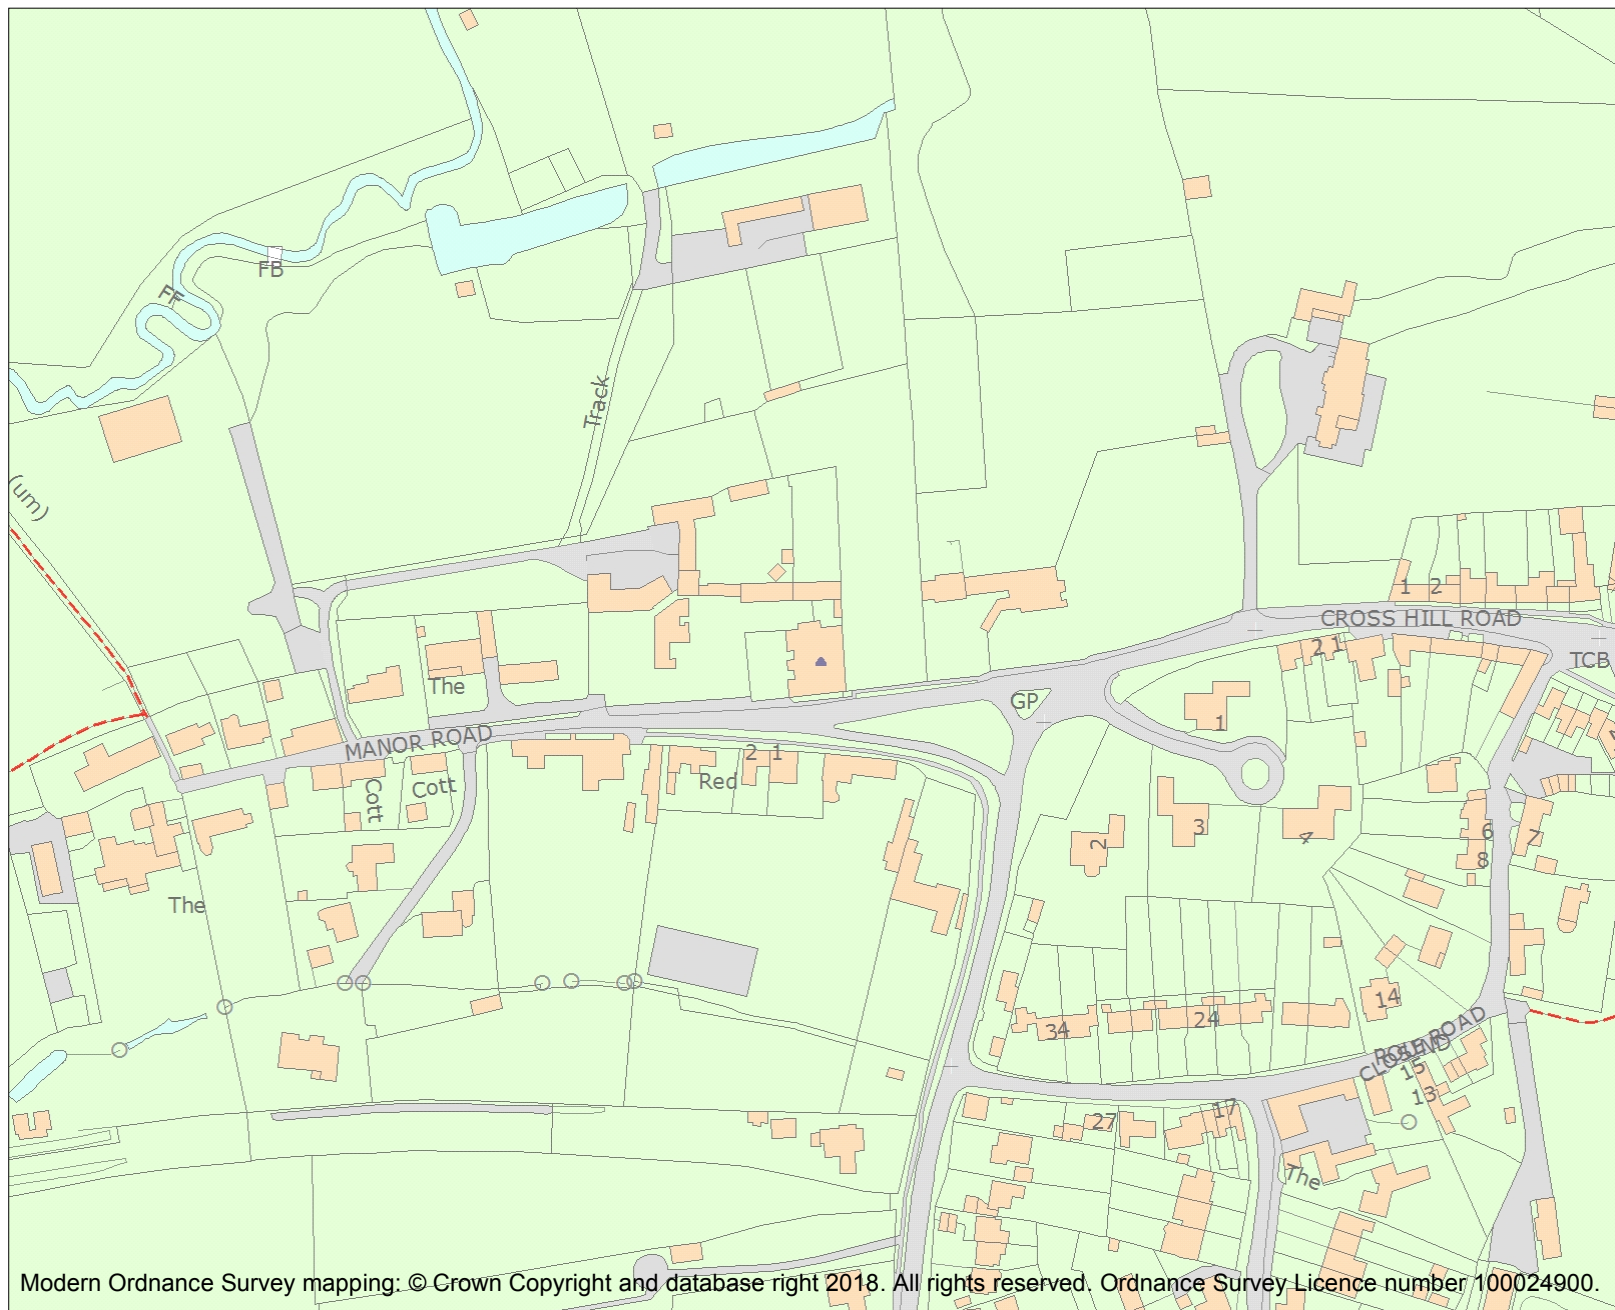 FB
FF
Track
(um)
CROSS HILL ROAD
1 2
2 1
TCB
The
GP
MANOR ROAD
1
Cott
Cott
Red
2 1
2
3
4
6
7
8
The
14
34
24
ROAD
CLOSE
15
13
27
17
The
Modern Ordnance Survey mapping: © Crown Copyright and database right 2018. All rights reserved. Ordnance Survey Licence number 100024900.